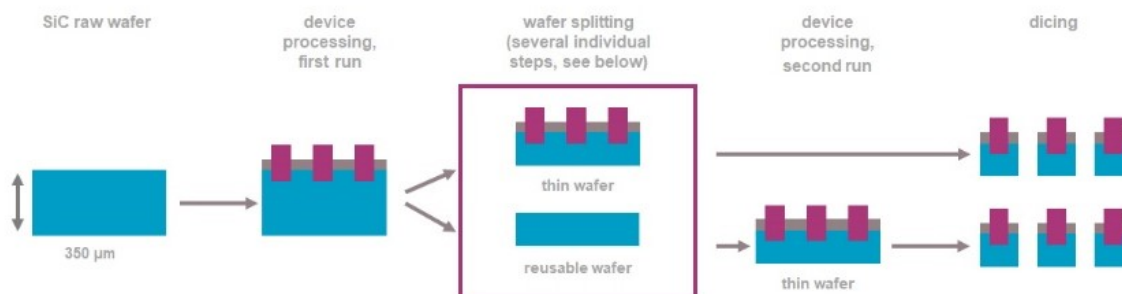 SiC raw wafer
device
processing,
first run
wafer splitting
(several individual
steps, see below)
device
processing,
second run
dicing
350 µm
thin wafer
reusable wafer
thin wafer